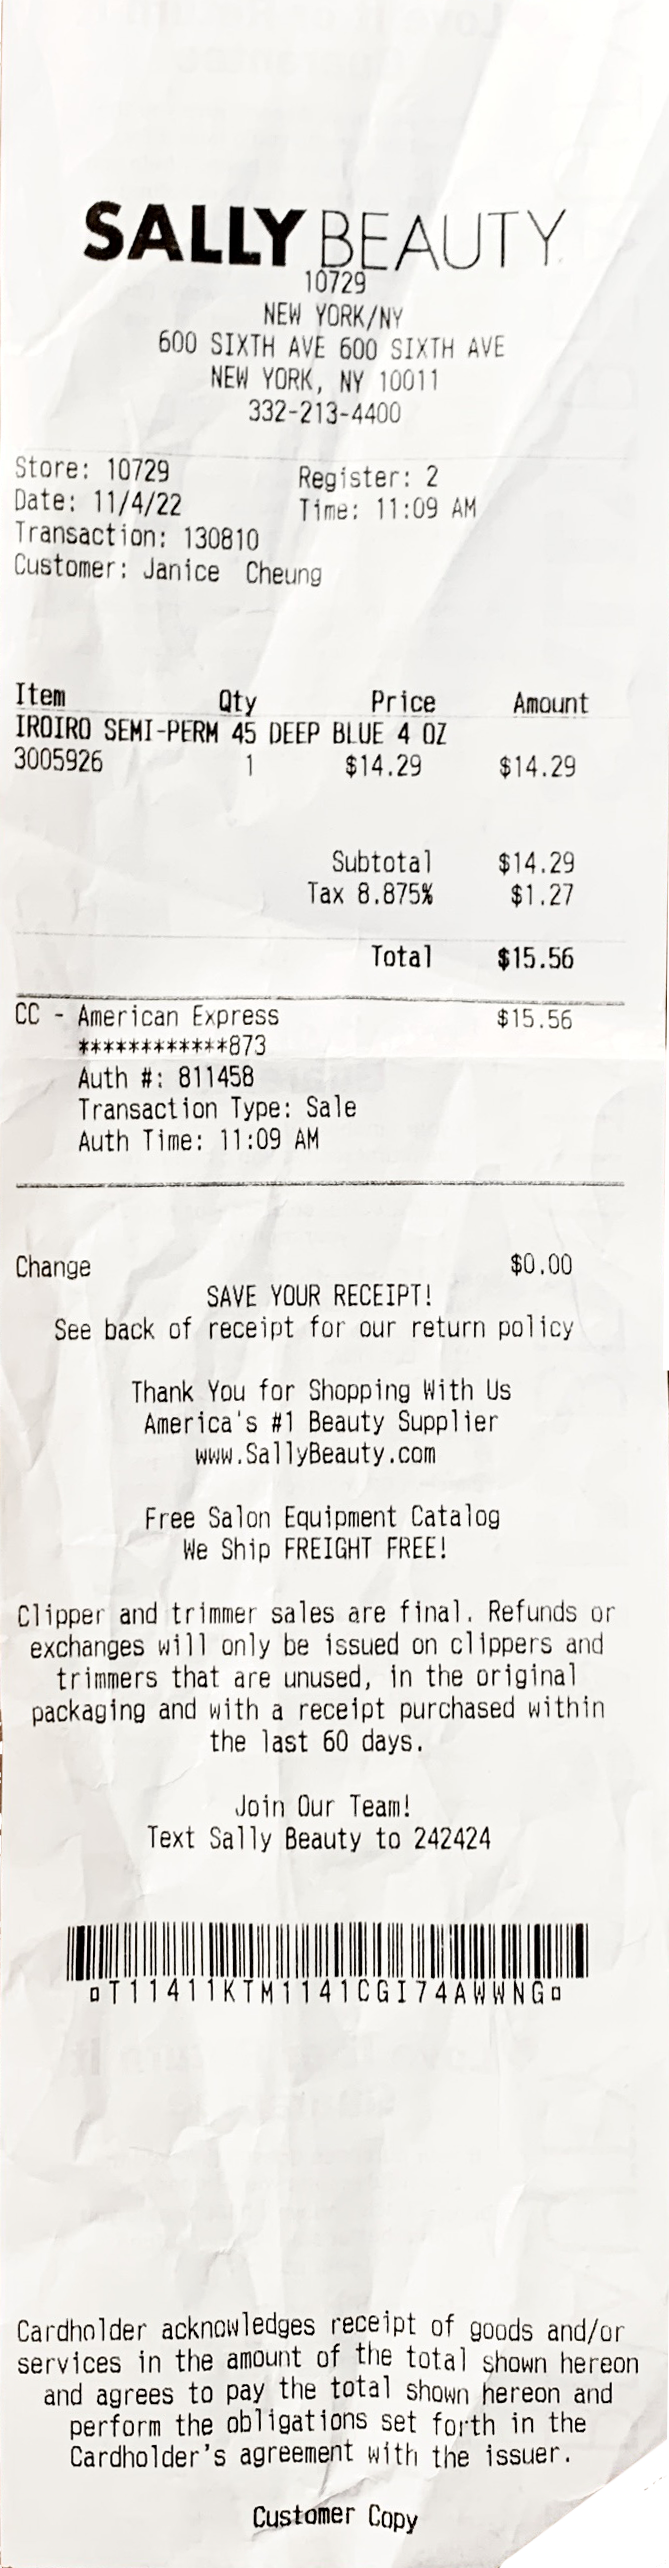 SALLY BEAUTY
10729
NEW YORK/NY
600 SIXTH AVE 600 SIXTH AVE
NEW YORK, NY 10011
332-213-4400
Store: 10729 Register: 2
Date: 11/4/22 Time: 11:09 AM
Transaction: 130810
Customer: Janice Cheung
Item Qty Price Amount
IROIRO SEMI-PERM 45 DEEP BLUE 4 OZ
3005926 1 $14.29 $14.29
Subtotal $14.29
Tax 8.875% $1.27
Total $15.56
CC - American Express $15.56
************873
Auth #: 811458
Transaction Type: Sale
Auth Time: 11:09 AM
Change $0.00
SAVE YOUR RECEIPT!
See back of receipt for our return policy
Thank You for Shopping With Us
America's #1 Beauty Supplier
www.SallyBeauty.com
Free Salon Equipment Catalog
We Ship FREIGHT FREE!
Clipper and trimmer sales are final. Refunds or
exchanges will only be issued on clippers and
trimmers that are unused, in the original
packaging and with a receipt purchased within
the last 60 days.
Join Our Team!
Text Sally Beauty to 242424
¤T11411KTM1141CGI74AWWNG¤
Cardholder acknowledges receipt of goods and/or
services in the amount of the total shown hereon
and agrees to pay the total shown hereon and
perform the obligations set forth in the
Cardholder's agreement with the issuer.
Customer Copy